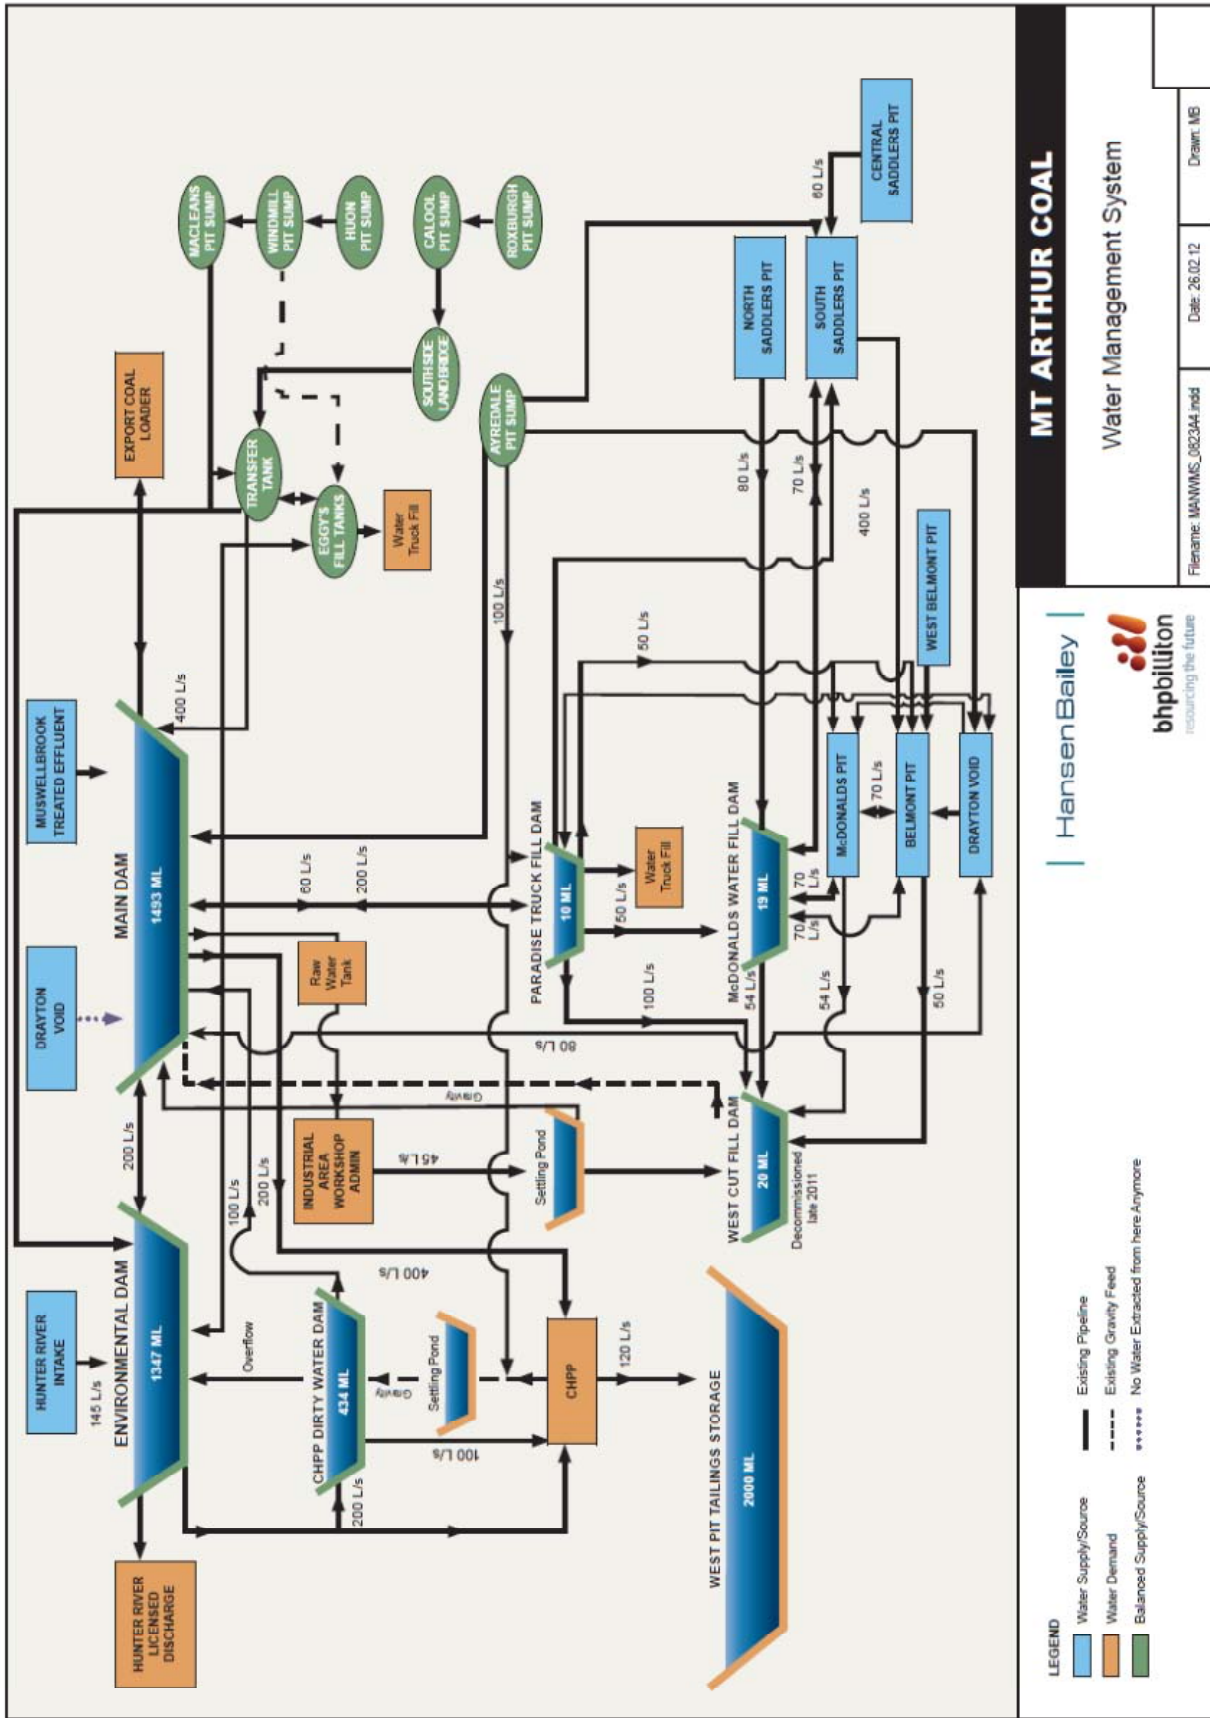 HUNTER RIVER
INTAKE
145 L/s
DRAYTON
VOID
MUSWELLBROOK
TREATED EFFLUENT
ENVIRONMENTAL DAM
1347 ML
200 L/s
MAIN DAM
1493 ML
400 L/s
EXPORT COAL
LOADER
HUNTER RIVER
LICENSED
DISCHARGE
MACLEANS
PIT SUMP
WINDMILL
PIT SUMP
HUON
PIT SUMP
CALOOL
PIT SUMP
ROXBURGH
PIT SUMP
TRANSFER
TANK
EGGY'S
FILL TANKS
Water
Truck Fill
SOUTHSIDE
LANDBRIDGE
AYREDALE
PIT SUMP
Overflow
100 L/s
200 L/s
CHPP DIRTY WATER DAM
434 ML
200 L/s
400 L/s
100 L/s
Gravity
Settling Pond
CHPP
120 L/s
INDUSTRIAL
AREA
WORKSHOP
ADMIN
Raw
Water
Tank
45 L/s
Gravity
Settling Pond
60 L/s
200 L/s
80 L/s
100 L/s
PARADISE TRUCK FILL DAM
10 ML
50 L/s
Water
Truck Fill
50 L/s
100 L/s
WEST PIT TAILINGS STORAGE
2000 ML
WEST CUT FILL DAM
20 ML
Decommissioned
late 2011
54 L/s
McDONALDS WATER FILL DAM
19 ML
70
L/s
70
L/s
54 L/s
50 L/s
80 L/s
70 L/s
400 L/s
60 L/s
NORTH
SADDLERS PIT
SOUTH
SADDLERS PIT
CENTRAL
SADDLERS PIT
McDONALDS PIT
70 L/s
BELMONT PIT
WEST BELMONT PIT
DRAYTON VOID
LEGEND
Water Supply/Source
Water Demand
Balanced Supply/Source
Existing Pipeline
Existing Gravity Feed
No Water Extracted from here Anymore
Hansen Bailey
bhpbilliton
resourcing the future
MT ARTHUR COAL
Water Management System
Filename: MANWMS_0823A4.indd
Date: 26.02.12
Drawn: MB